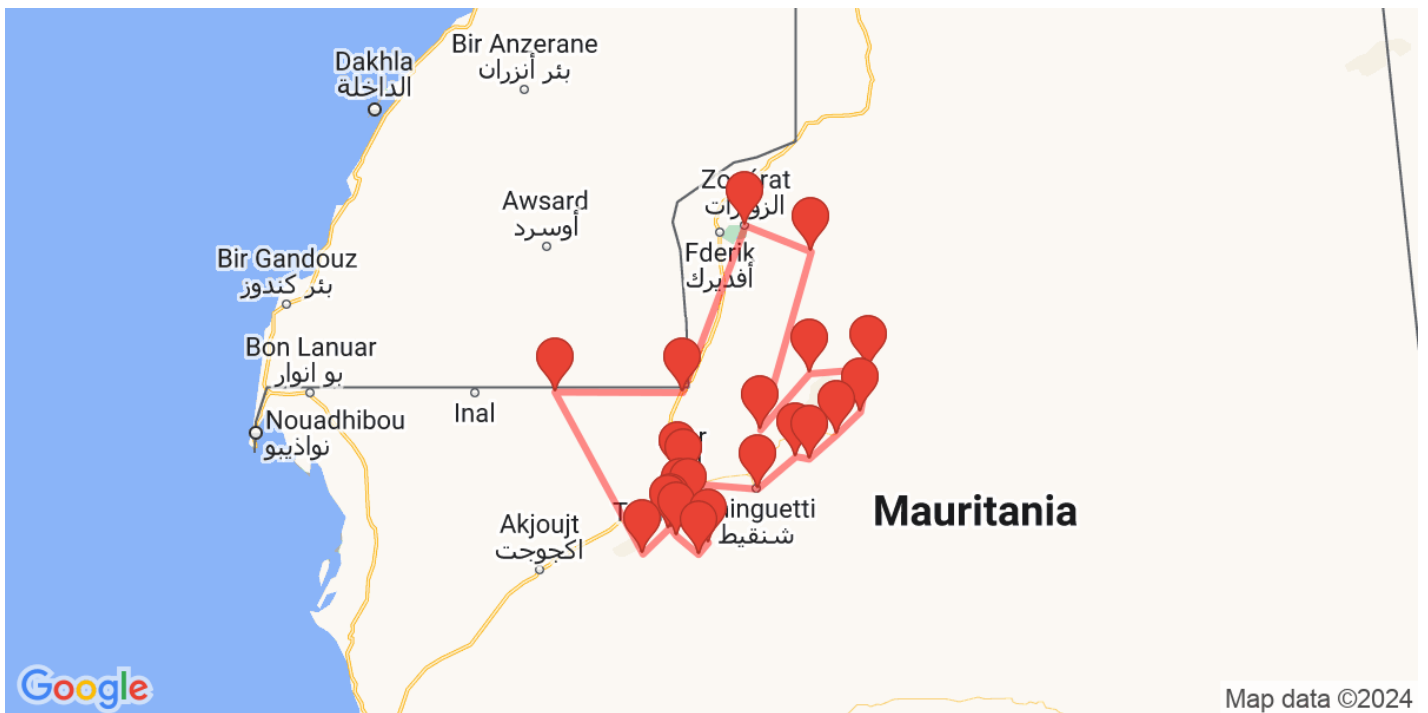 Bir Anzerane
بئر أنزران
Dakhla
الداخلة
Awsard
أوسرد
Fderik
أفديرك
Bir Gandouz
بئر كندوز
Bon Lanuar
بو انوار
Inal
Nouadhibou
نواذيبو
Akjoujt
اكجوجت
شنقيط
Mauritania
Google
Map data ©2024